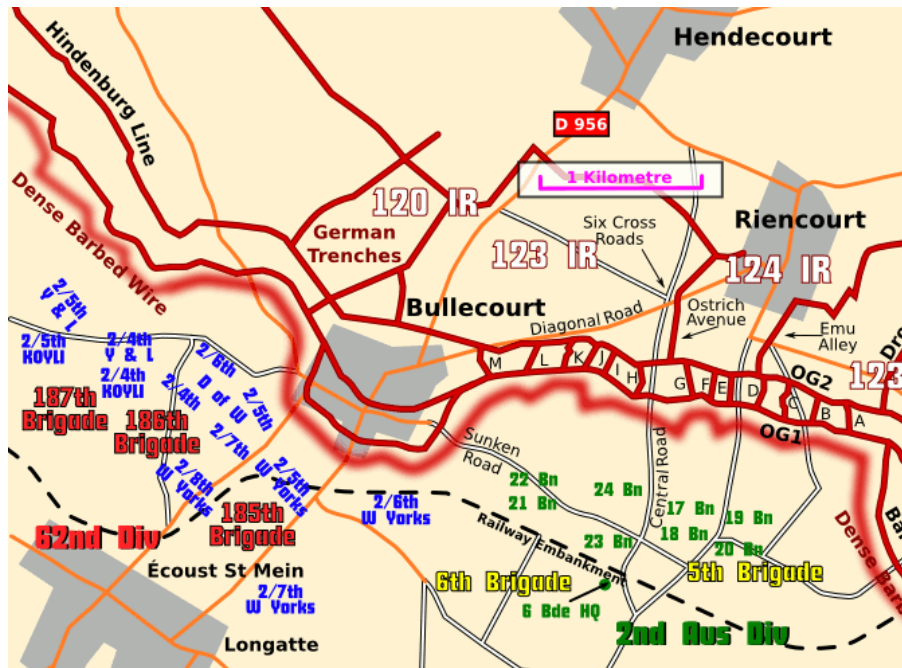 Hendecourt
Hindenburg Line
D 956
1 Kilometre
Dense Barbed Wire
120 IR
German
Trenches
Six Cross
Roads
Riencourt
123 IR
124 IR
Bullecourt
Diagonal Road
Ostrich
Avenue
Emu
Alley
2/5th
Y & L
2/5th
KOYLI
2/4th
Y & L
2/4th
KOYLI
2/6th
2/4th
D of W
2/5th
2/7th
M
L
K
J
I
H
G
F
E
D
C
B
A
OG2
OG1
123
187th
Brigade
186th
Brigade
2/8th
W Yorks
2/5th
W Yorks
185th
Brigade
2/6th
W Yorks
Sunken
Road
Central Road
22 Bn
21 Bn
24 Bn
23 Bn
17 Bn
18 Bn
19 Bn
20 Bn
Railway Embankment
62nd Div
Écoust St Mein
2/7th
W Yorks
Longatte
6th Brigade
5th Brigade
6 Bde HQ
2nd Aus Div
Dense Barb